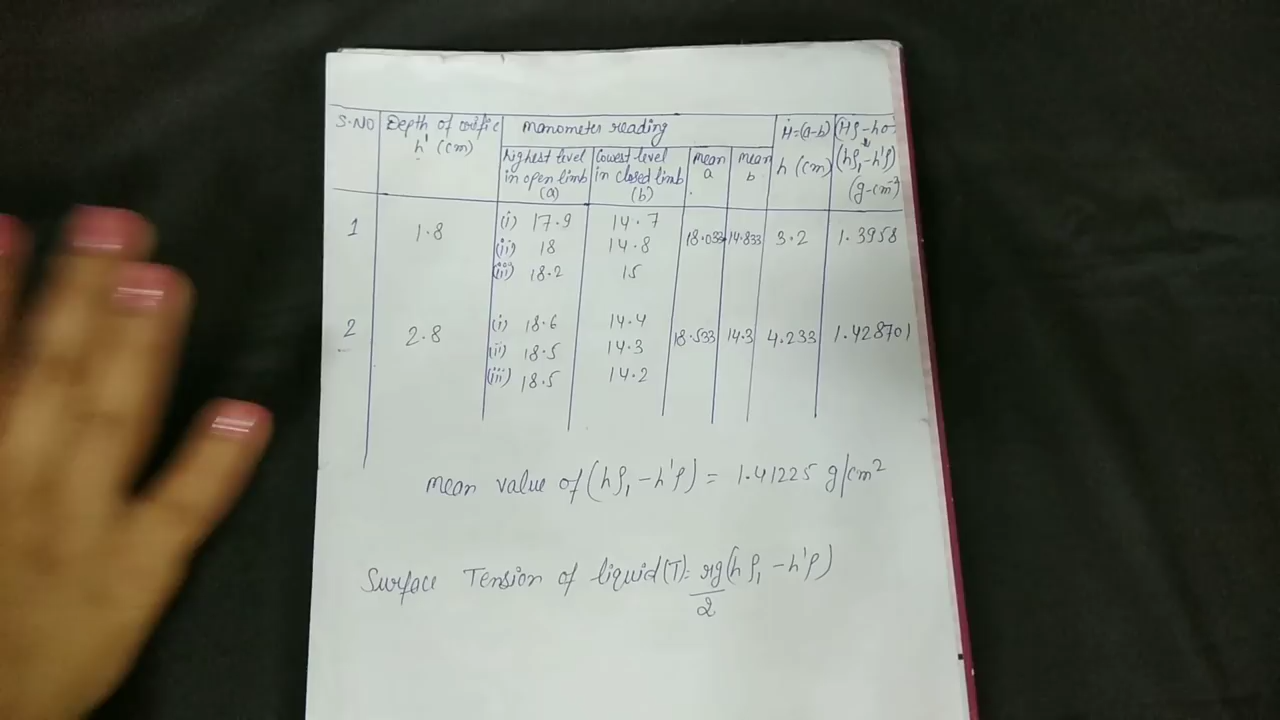 S.NO Depth of orific h' (cm) Manometer reading H=(a-b) h (cm) (Hρ-hσ) (hρ₁-h'ρ) (g-cm⁻²)
highest level in open limb (a) Lowest level in closed limb (b) Mean a Mean b
1 1.8 (i) 17.9 14.7 18.033 14.833 3.2 1.3958
(ii) 18 14.8
(iii) 18.2 15
2 2.8 (i) 18.6 14.4 18.533 14.3 4.233 1.428701
(ii) 18.5 14.3
(iii) 18.5 14.2
Mean value of (hρ₁-h'ρ) = 1.41225 g/cm²
Surface Tension of liquid (T) = rg/2 (hρ₁-h'ρ)